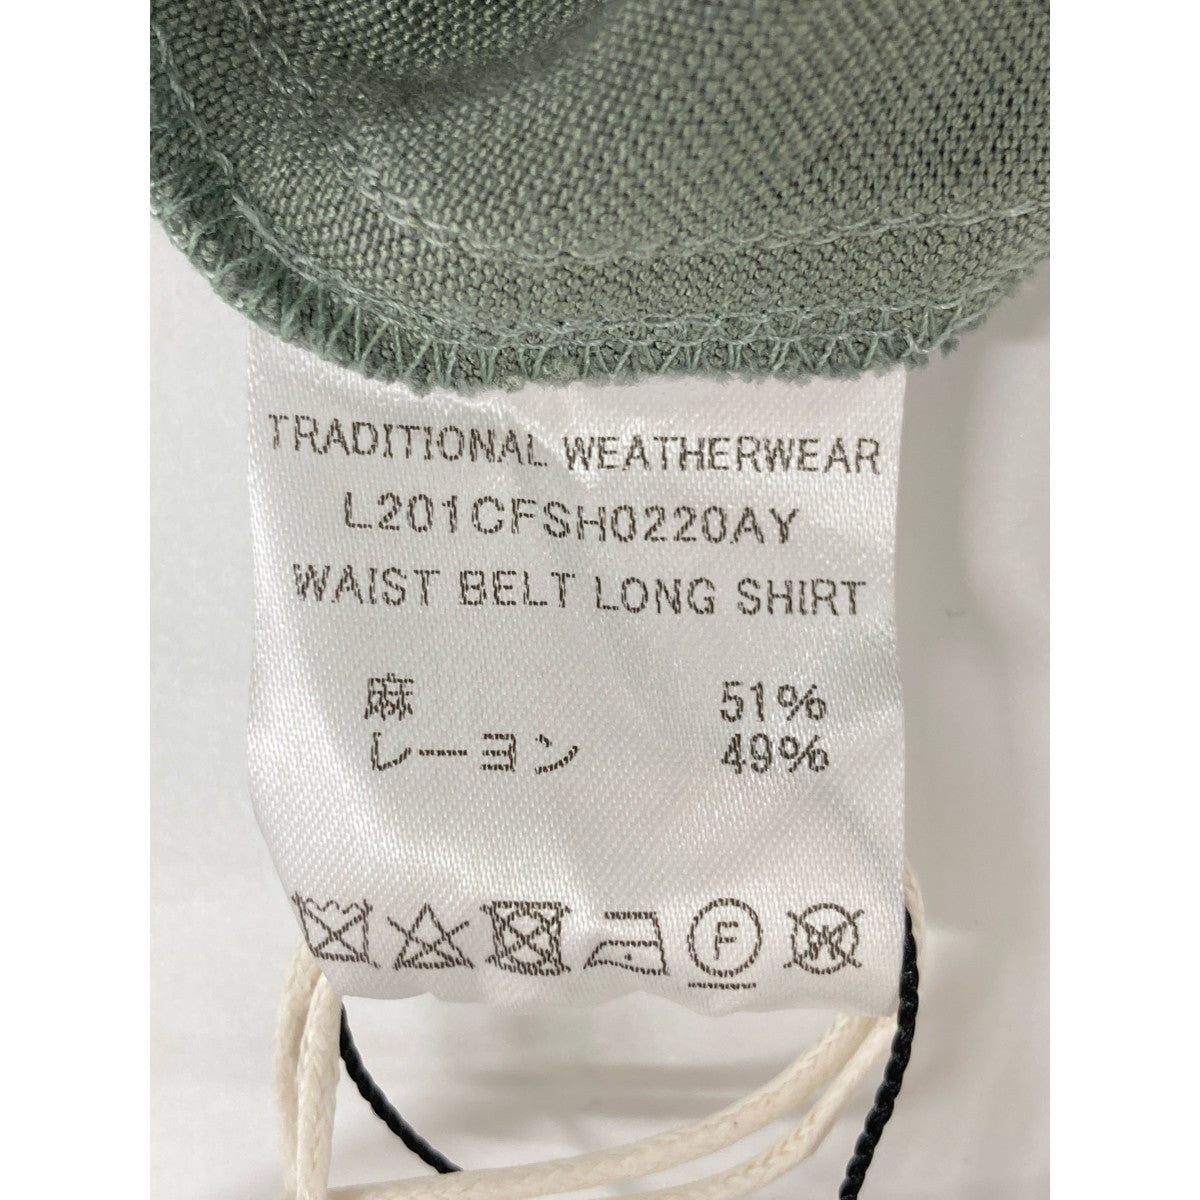 TRADITIONAL WEATHERWEAR
L201CFSH0220AY
WAIST BELT LONG SHIRT
麻 51%
レーヨン 49%
F W